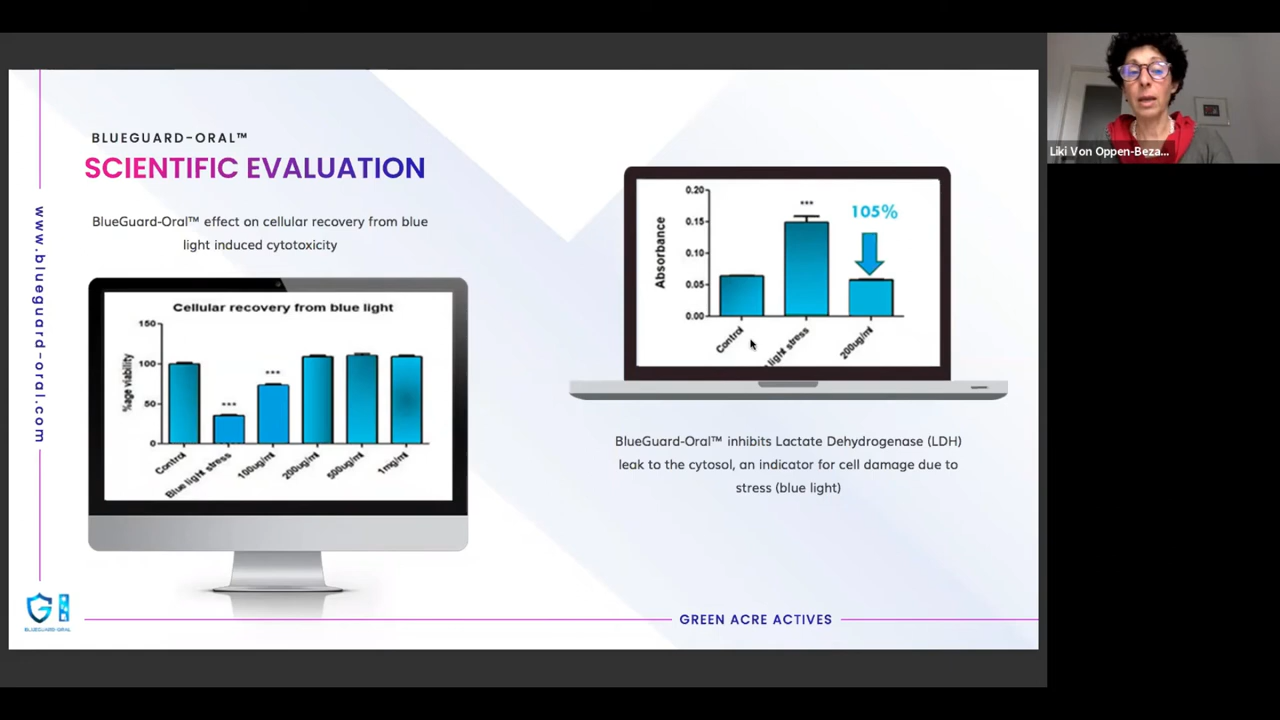 BLUEGUARD-ORAL™
SCIENTIFIC EVALUATION
BlueGuard-Oral™ effect on cellular recovery from blue
light induced cytotoxicity
www.blueguard-oral.com
Cellular recovery from blue light
%age viability
150
100
50
0
Control
Blue light stress
100ug/ml
200ug/ml
500ug/ml
1mg/ml
***
***
Absorbance
0.20
0.15
0.10
0.05
0.00
***
105%
Control
light stress
200ug/ml
BlueGuard-Oral™ inhibits Lactate Dehydrogenase (LDH)
leak to the cytosol, an indicator for cell damage due to
stress (blue light)
BLUEGUARD-ORAL
GREEN ACRE ACTIVES
Liki Von Oppen-Beza...